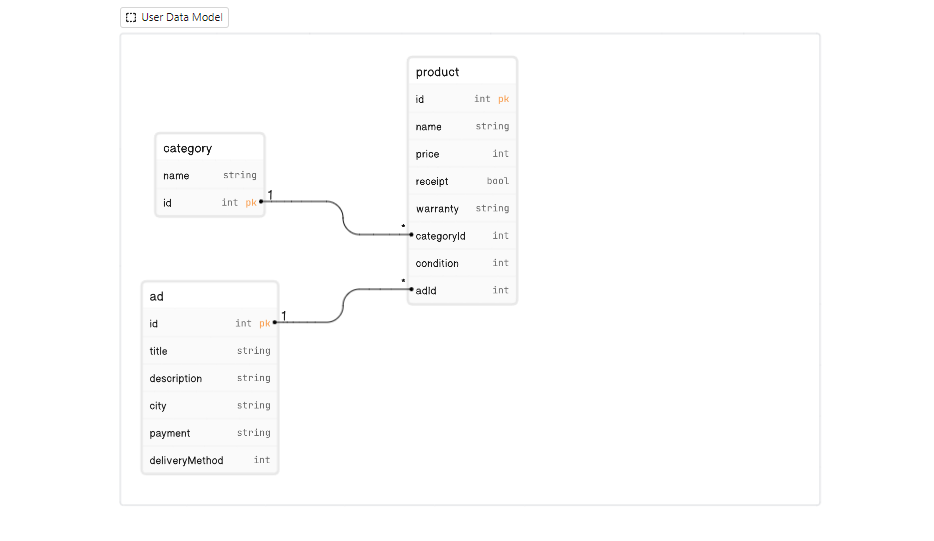 User Data Model
product
id int pk
name string
price int
receipt bool
warranty string
categoryId int
condition int
adId int
category
name string
id int pk
1
*
ad
id int pk
title string
description string
city string
payment string
deliveryMethod int
1
*